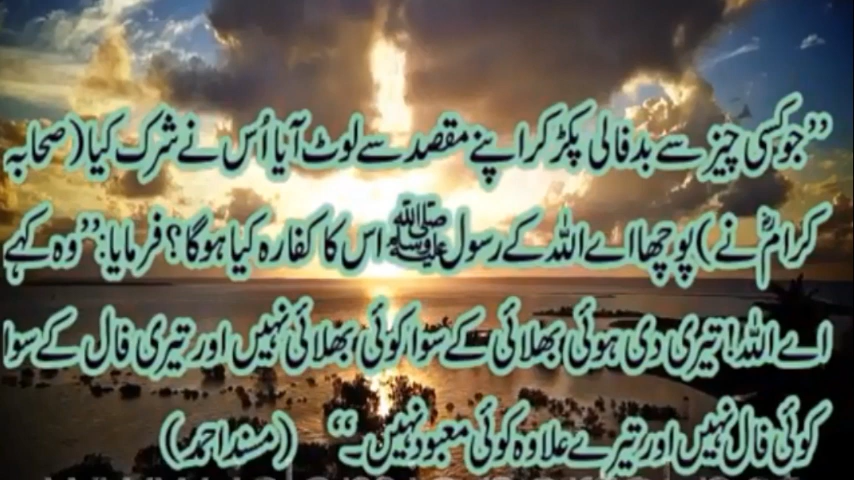 ”جو کسی چیز سے بدفالی پکڑ کر اپنے مقصد سے لوٹ آیا اُس نے شرک کیا (صحابہ
کرامؓ نے) پوچھا اے اللہ کے رسول ﷺ اس کا کفارہ کیا ہوگا؟ فرمایا: ”وہ کہے
اے اللہ! تیری دی ہوئی بھلائی کے سوا کوئی بھلائی نہیں اور تیری فال کے سوا
کوئی فال نہیں اور تیرے علاوہ کوئی معبود نہیں۔“ (مسند احمد)